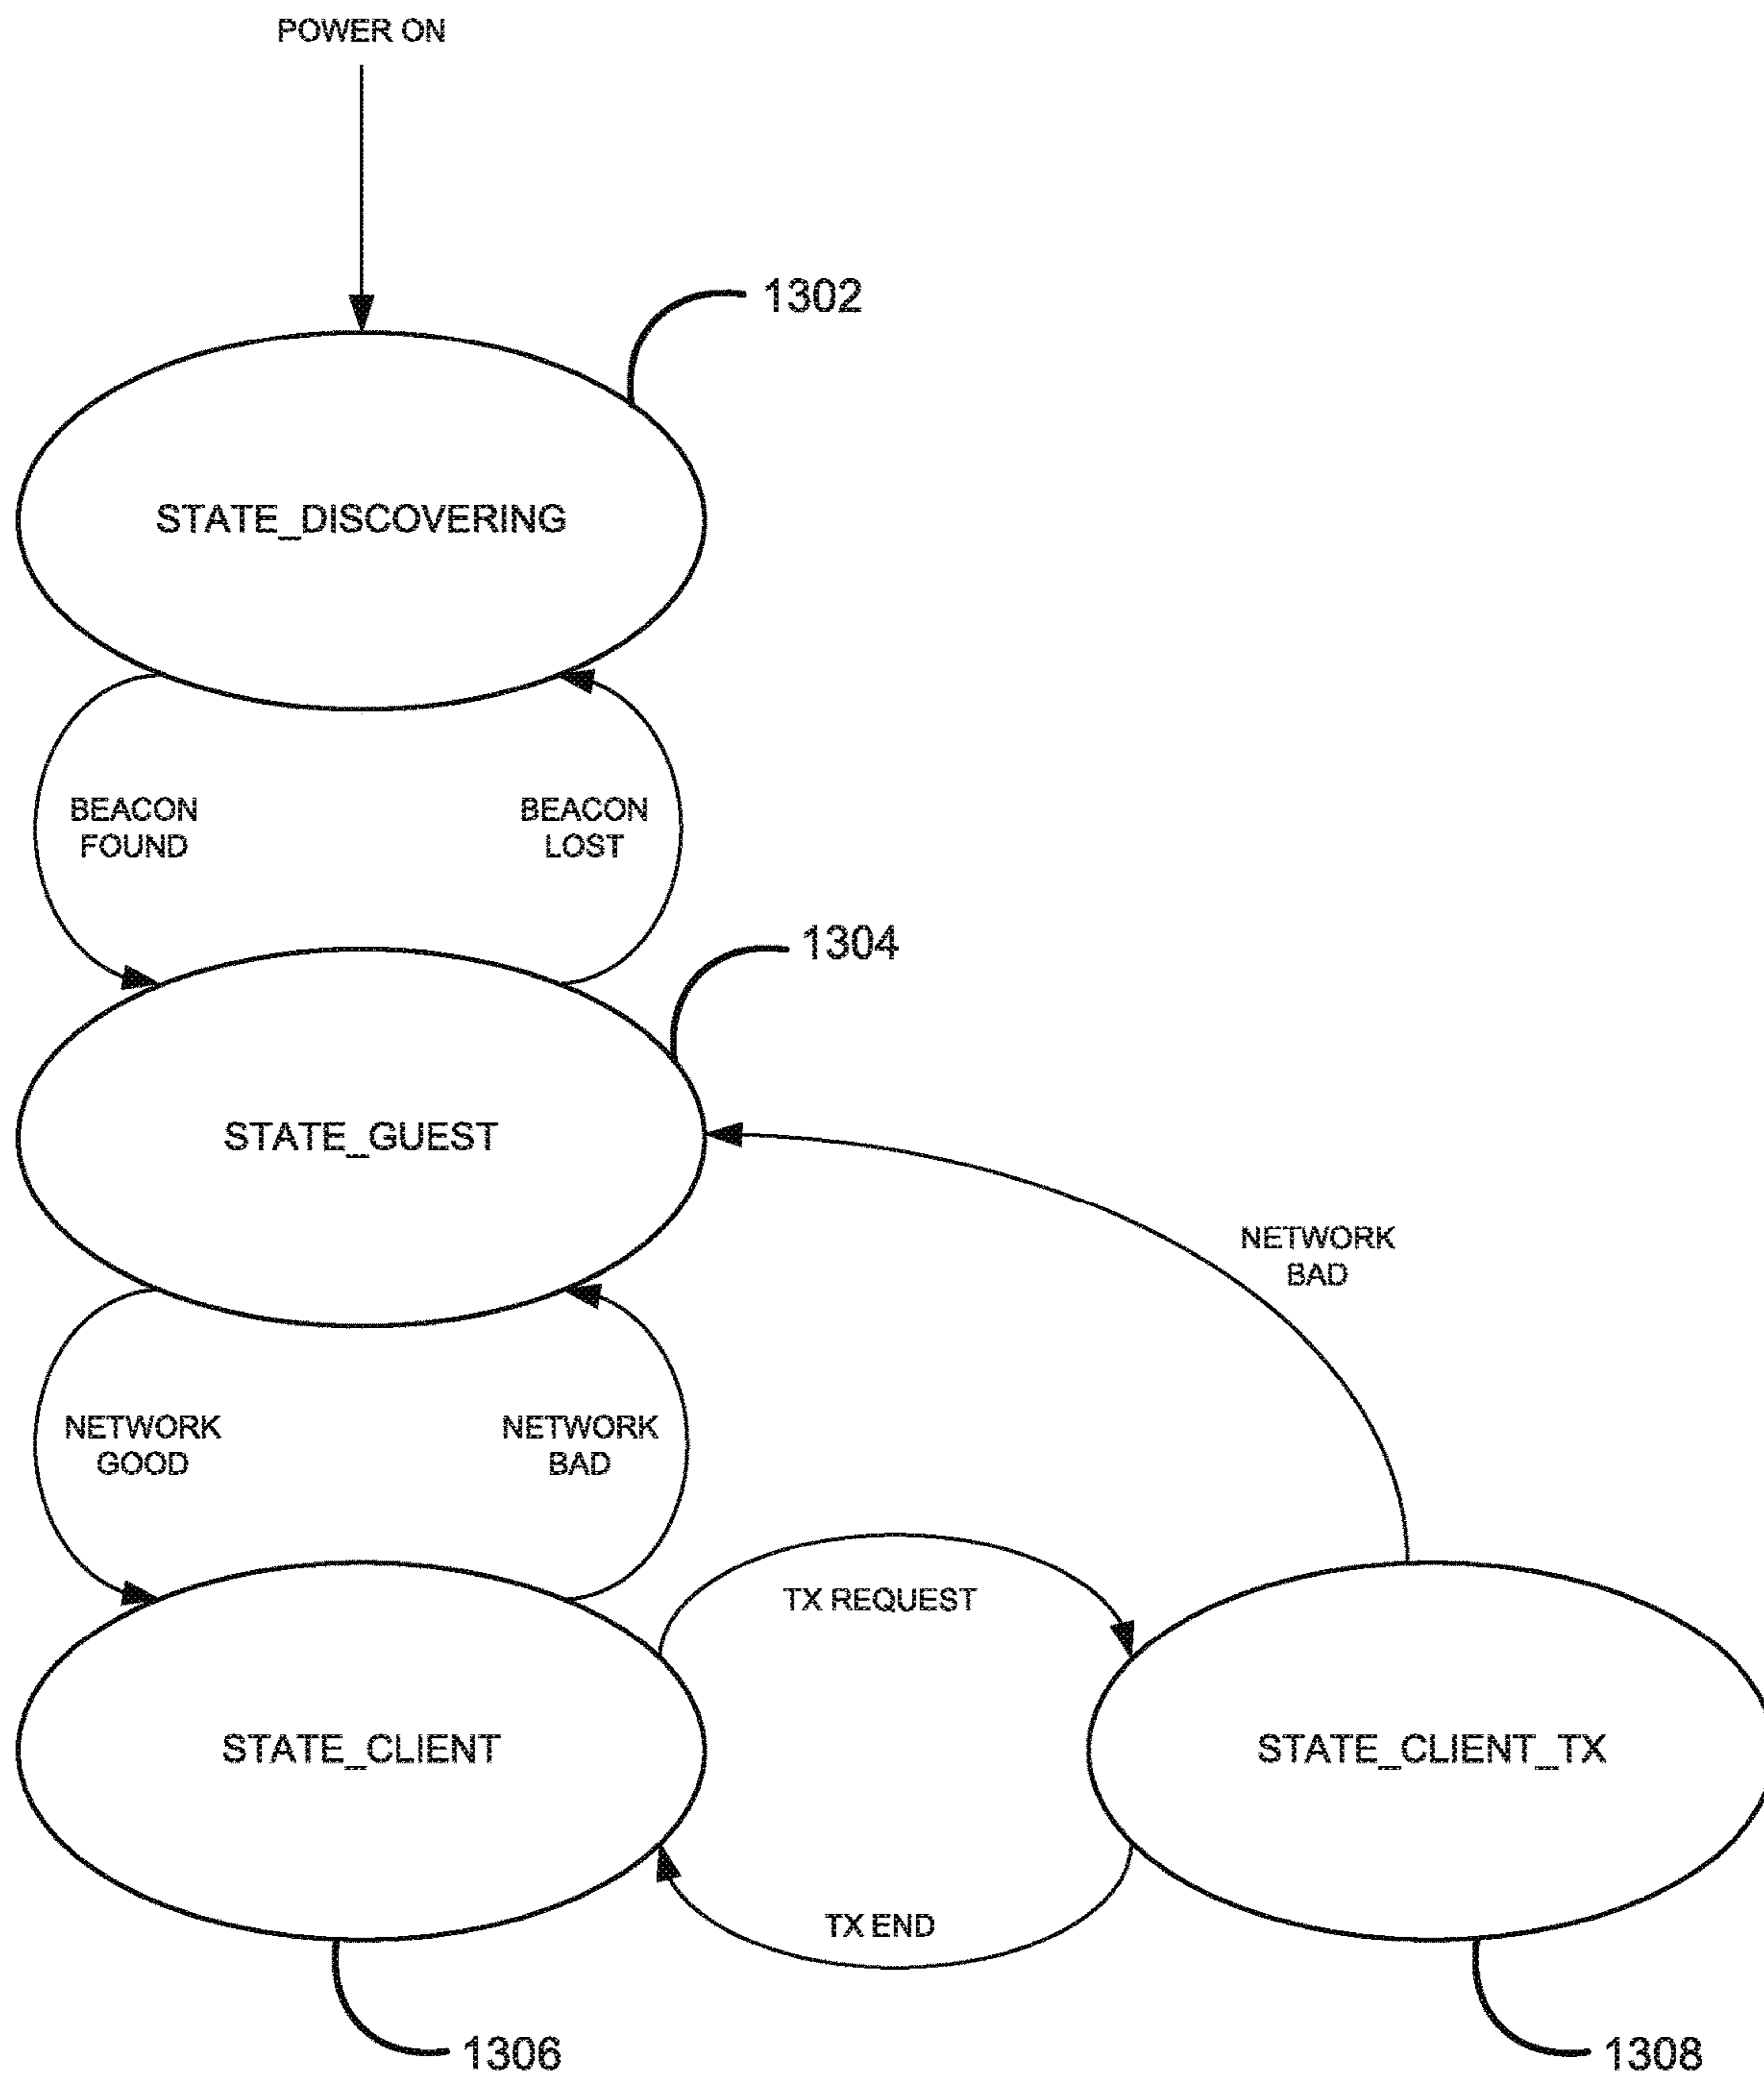 POWER ON
1302
STATE_DISCOVERING
BEACON
FOUND
BEACON
LOST
1304
STATE_GUEST
NETWORK
BAD
NETWORK
GOOD
NETWORK
BAD
TX REQUEST
STATE_CLIENT
STATE_CLIENT_TX
TX END
1306
1308